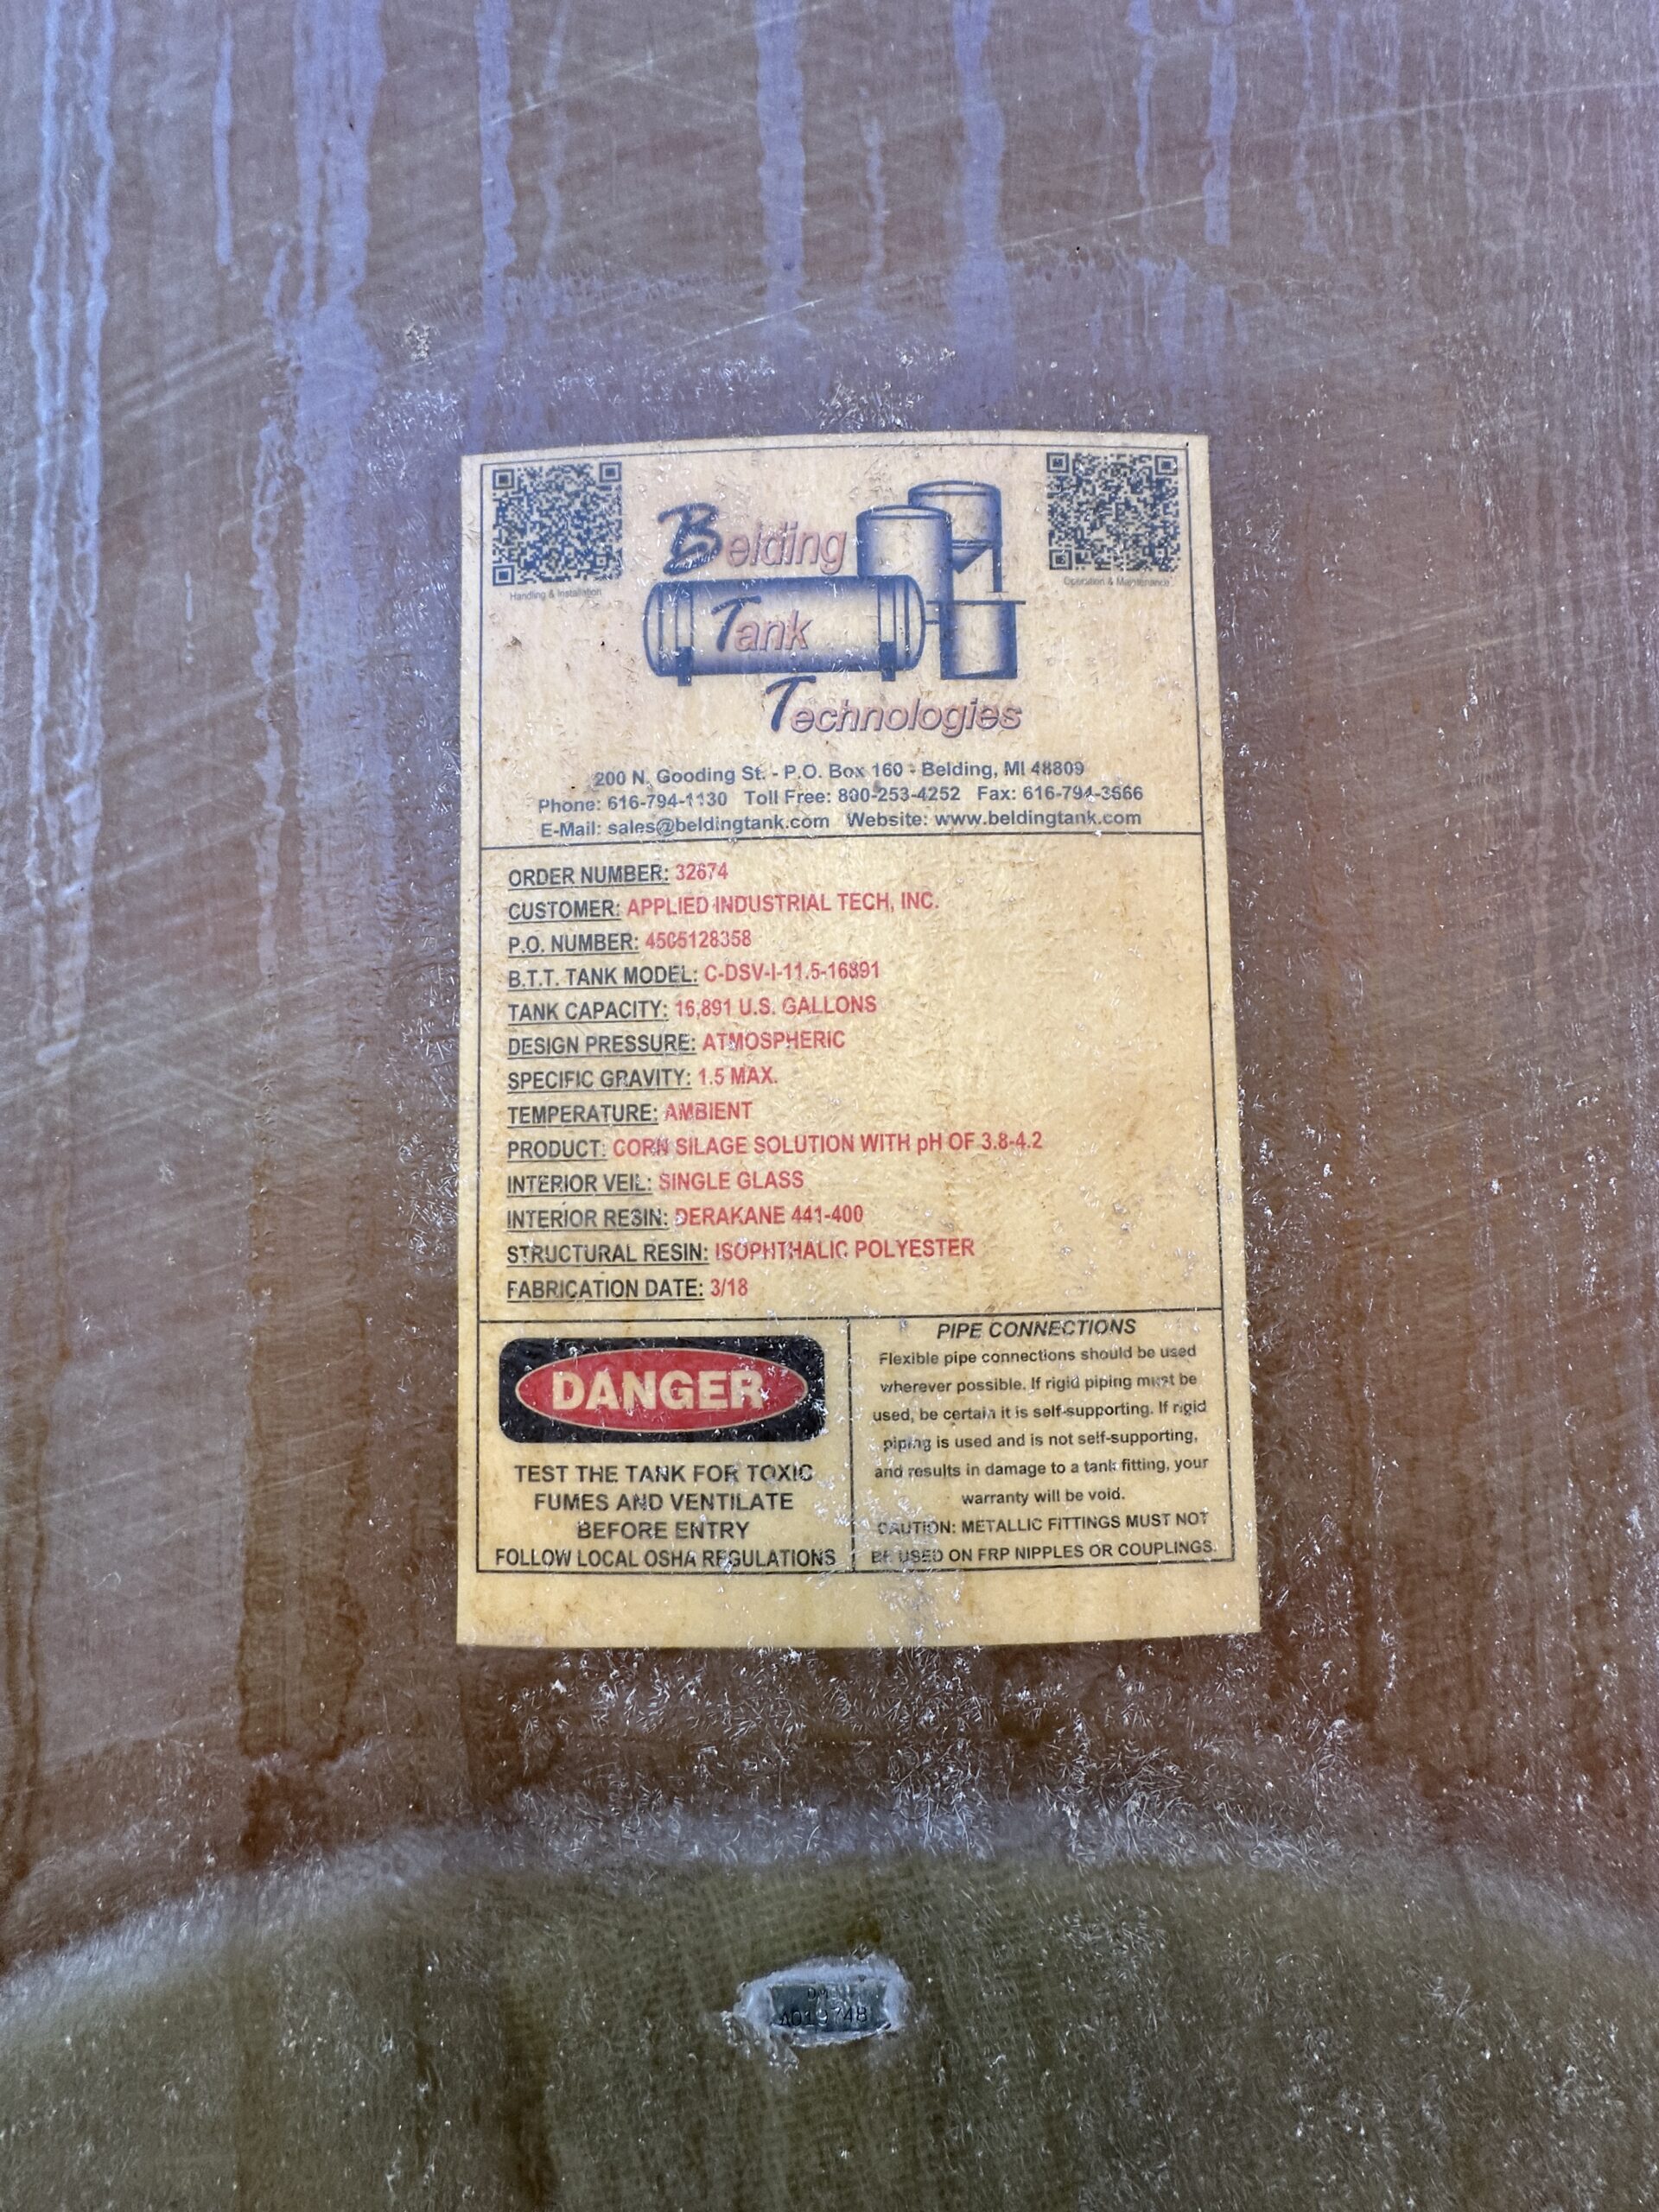 Belding
Tank
Technologies
Handling & Installation
Operation & Maintenance
200 N. Gooding St. - P.O. Box 160 - Belding, MI 48809
Phone: 616-794-1130 Toll Free: 800-253-4252 Fax: 616-794-3666
E-Mail: sales@beldingtank.com Website: www.beldingtank.com
ORDER NUMBER: 32674
CUSTOMER: APPLIED INDUSTRIAL TECH, INC.
P.O. NUMBER: 4505128358
B.T.T. TANK MODEL: C-DSV-I-11.5-16891
TANK CAPACITY: 16,891 U.S. GALLONS
DESIGN PRESSURE: ATMOSPHERIC
SPECIFIC GRAVITY: 1.5 MAX.
TEMPERATURE: AMBIENT
PRODUCT: CORN SILAGE SOLUTION WITH pH OF 3.8-4.2
INTERIOR VEIL: SINGLE GLASS
INTERIOR RESIN: DERAKANE 441-400
STRUCTURAL RESIN: ISOPHTHALIC POLYESTER
FABRICATION DATE: 3/18
DANGER
TEST THE TANK FOR TOXIC
FUMES AND VENTILATE
BEFORE ENTRY
FOLLOW LOCAL OSHA REGULATIONS
PIPE CONNECTIONS
Flexible pipe connections should be used
wherever possible. If rigid piping must be
used, be certain it is self-supporting. If rigid
piping is used and is not self-supporting,
and results in damage to a tank fitting, your
warranty will be void.
CAUTION: METALLIC FITTINGS MUST NOT
BE USED ON FRP NIPPLES OR COUPLINGS.